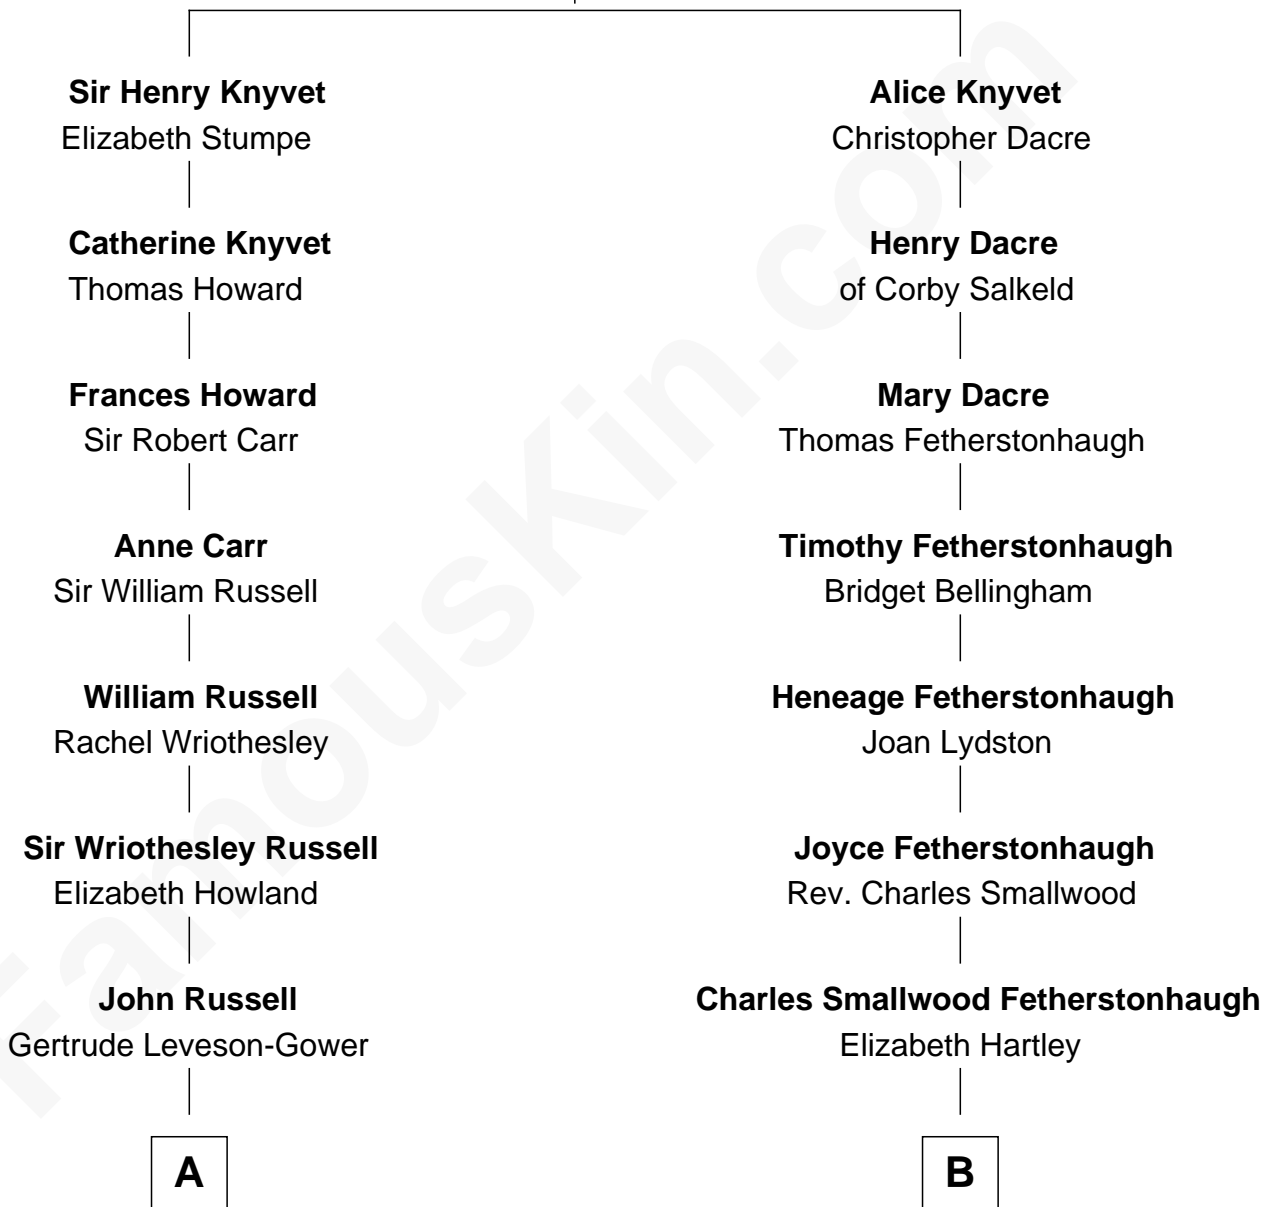 Sir Henry Knyvet
Elizabeth Stumpe
Catherine Knyvet
Thomas Howard
Frances Howard
Sir Robert Carr
Anne Carr
Sir William Russell
William Russell
Rachel Wriothesley
Sir Wriothesley Russell
Elizabeth Howland
John Russell
Gertrude Leveson-Gower
A
Alice Knyvet
Christopher Dacre
Henry Dacre
of Corby Salkeld
Mary Dacre
Thomas Fetherstonhaugh
Timothy Fetherstonhaugh
Bridget Bellingham
Heneage Fetherstonhaugh
Joan Lydston
Joyce Fetherstonhaugh
Rev. Charles Smallwood
Charles Smallwood Fetherstonhaugh
Elizabeth Hartley
B
FamousKin.com